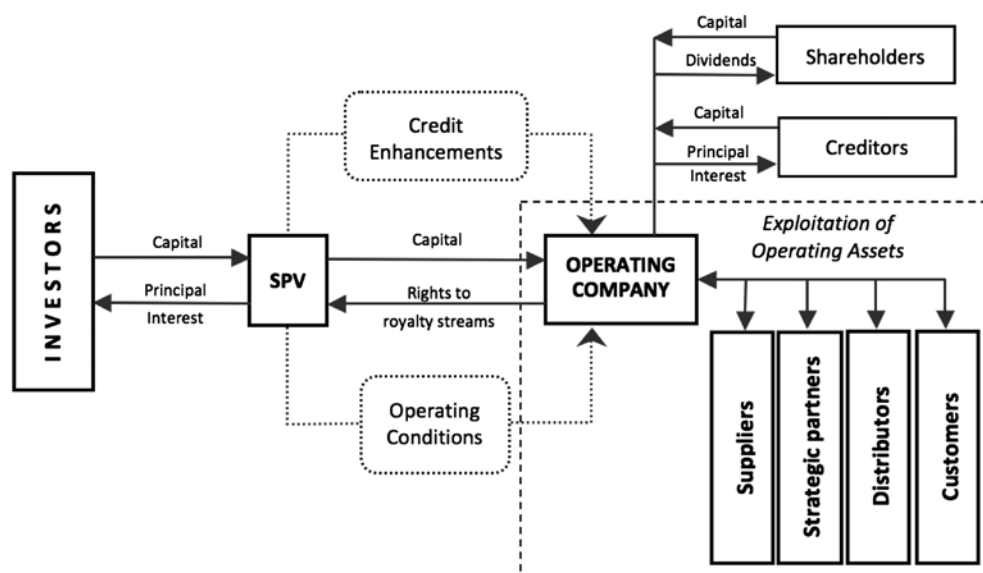 Capital
Shareholders
Dividends
Capital
Creditors
Principal
Interest
Credit
Enhancements
Exploitation of
Operating Assets
INVESTORS
Capital
Principal
Interest
SPV
Capital
Rights to
royalty streams
OPERATING
COMPANY
Operating
Conditions
Suppliers
Strategic partners
Distributors
Customers